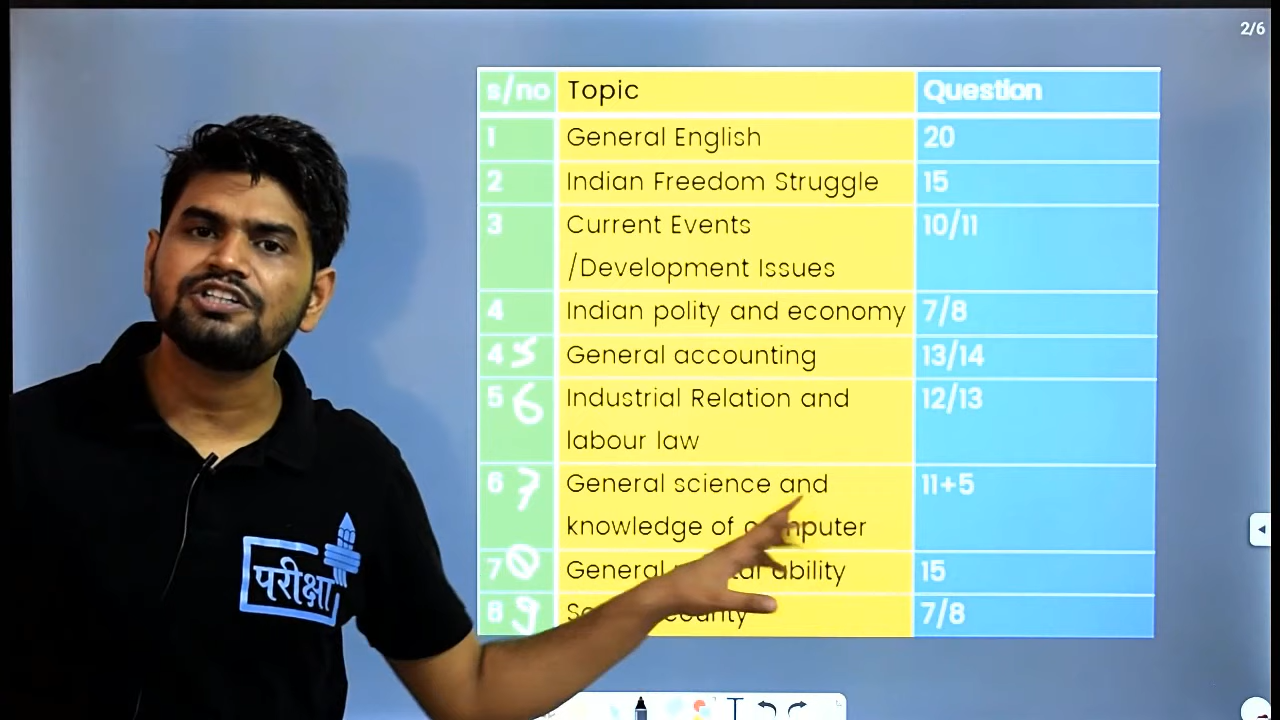 2/6
s/no Topic Question
1 General English 20
2 Indian Freedom Struggle 15
3 Current Events 10/11
/Development Issues
4 Indian polity and economy 7/8
4 5 General accounting 13/14
5 6 Industrial Relation and 12/13
labour law
6 7 General science and 11+5
knowledge of computer
7 General ability 15
8 9 7/8
परीक्षा